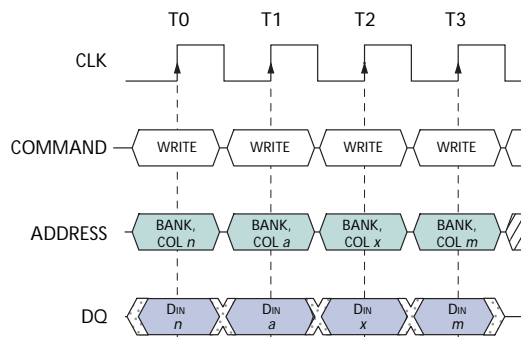 T0 T1 T2 T3
CLK
COMMAND WRITE WRITE WRITE WRITE
BANK, BANK, BANK, BANK,
ADDRESS COL n COL a COL x COL m
DIN DIN DIN DIN
DQ n a x m